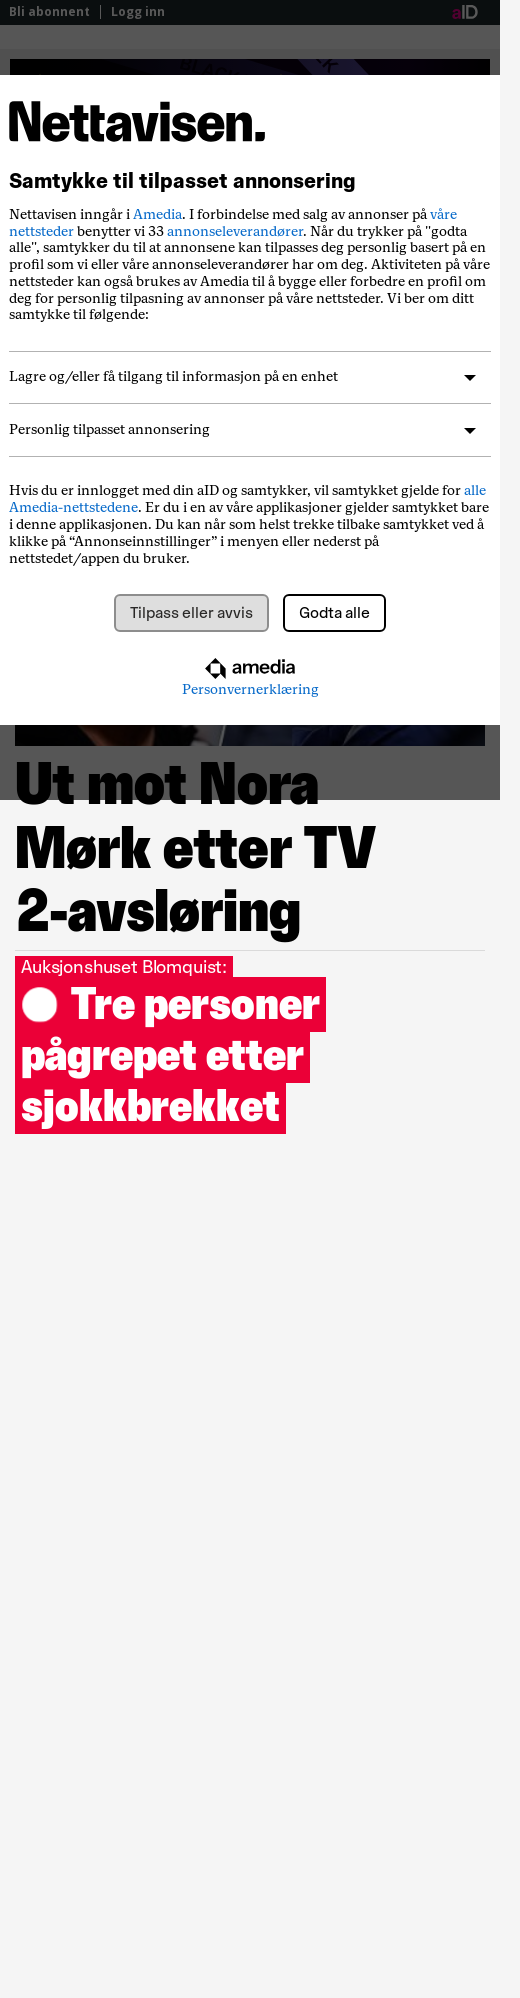 Bli abonnent
Logg inn
aID
Nettavisen.
Samtykke til tilpasset annonsering
Nettavisen inngår i Amedia. I forbindelse med salg av annonser på våre
nettsteder benytter vi 33 annonseleverandører. Når du trykker på "godta
alle", samtykker du til at annonsene kan tilpasses deg personlig basert på en
profil som vi eller våre annonseleverandører har om deg. Aktiviteten på våre
nettsteder kan også brukes av Amedia til å bygge eller forbedre en profil om
deg for personlig tilpasning av annonser på våre nettsteder. Vi ber om ditt
samtykke til følgende:
Lagre og/eller få tilgang til informasjon på en enhet
Personlig tilpasset annonsering
Hvis du er innlogget med din aID og samtykker, vil samtykket gjelde for alle
Amedia-nettstedene. Er du i en av våre applikasjoner gjelder samtykket bare
i denne applikasjonen. Du kan når som helst trekke tilbake samtykket ved å
klikke på “Annonseinnstillinger” i menyen eller nederst på
nettstedet/appen du bruker.
Tilpass eller avvis
Godta alle
amedia
Personvernerklæring
Ut mot Nora
Mørk etter TV
2-avsløring
Auksjonshuset Blomquist:
Tre personer
pågrepet etter
sjokkbrekket